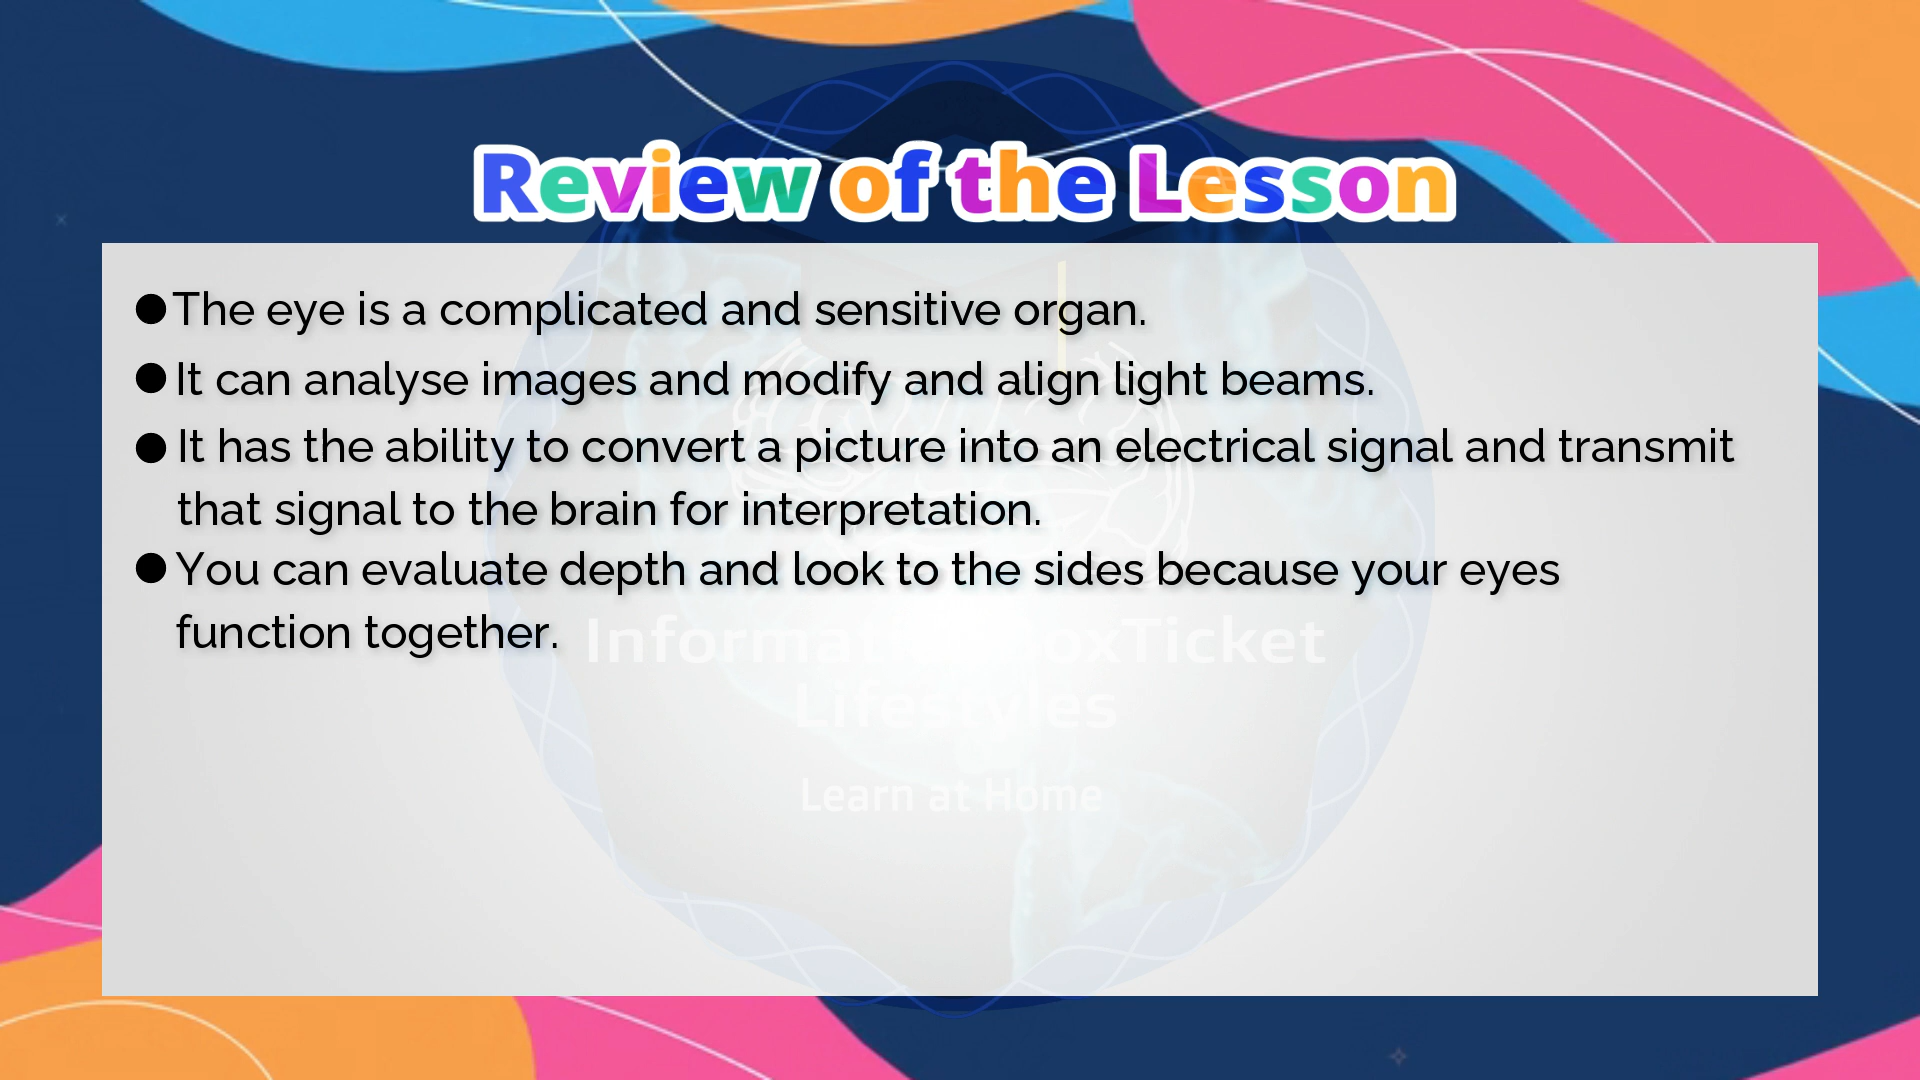 Review of the Lesson
●The eye is a complicated and sensitive organ.
● It can analyse images and modify and align light beams.
● It has the ability to convert a picture into an electrical signal and transmit
that signal to the brain for interpretation.
● You can evaluate depth and look to the sides because your eyes
function together.
Ticket
Lifestyles
Learn at Home